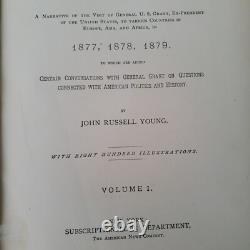 A Narrative of the Visit of General U. S. Grant, Ex-President
of the United States, to various Countries in
Europe, Asia, and Africa, in
1877, 1878, 1879.
TO WHICH ARE ADDED
Certain Conversations with General Grant on Questions
connected with American Politics and History.
BY
JOHN RUSSELL YOUNG.
WITH EIGHT HUNDRED ILLUSTRATIONS.
VOLUME I.
YORK
SUBSCRIPTION DEPARTMENT,
The American News Company.